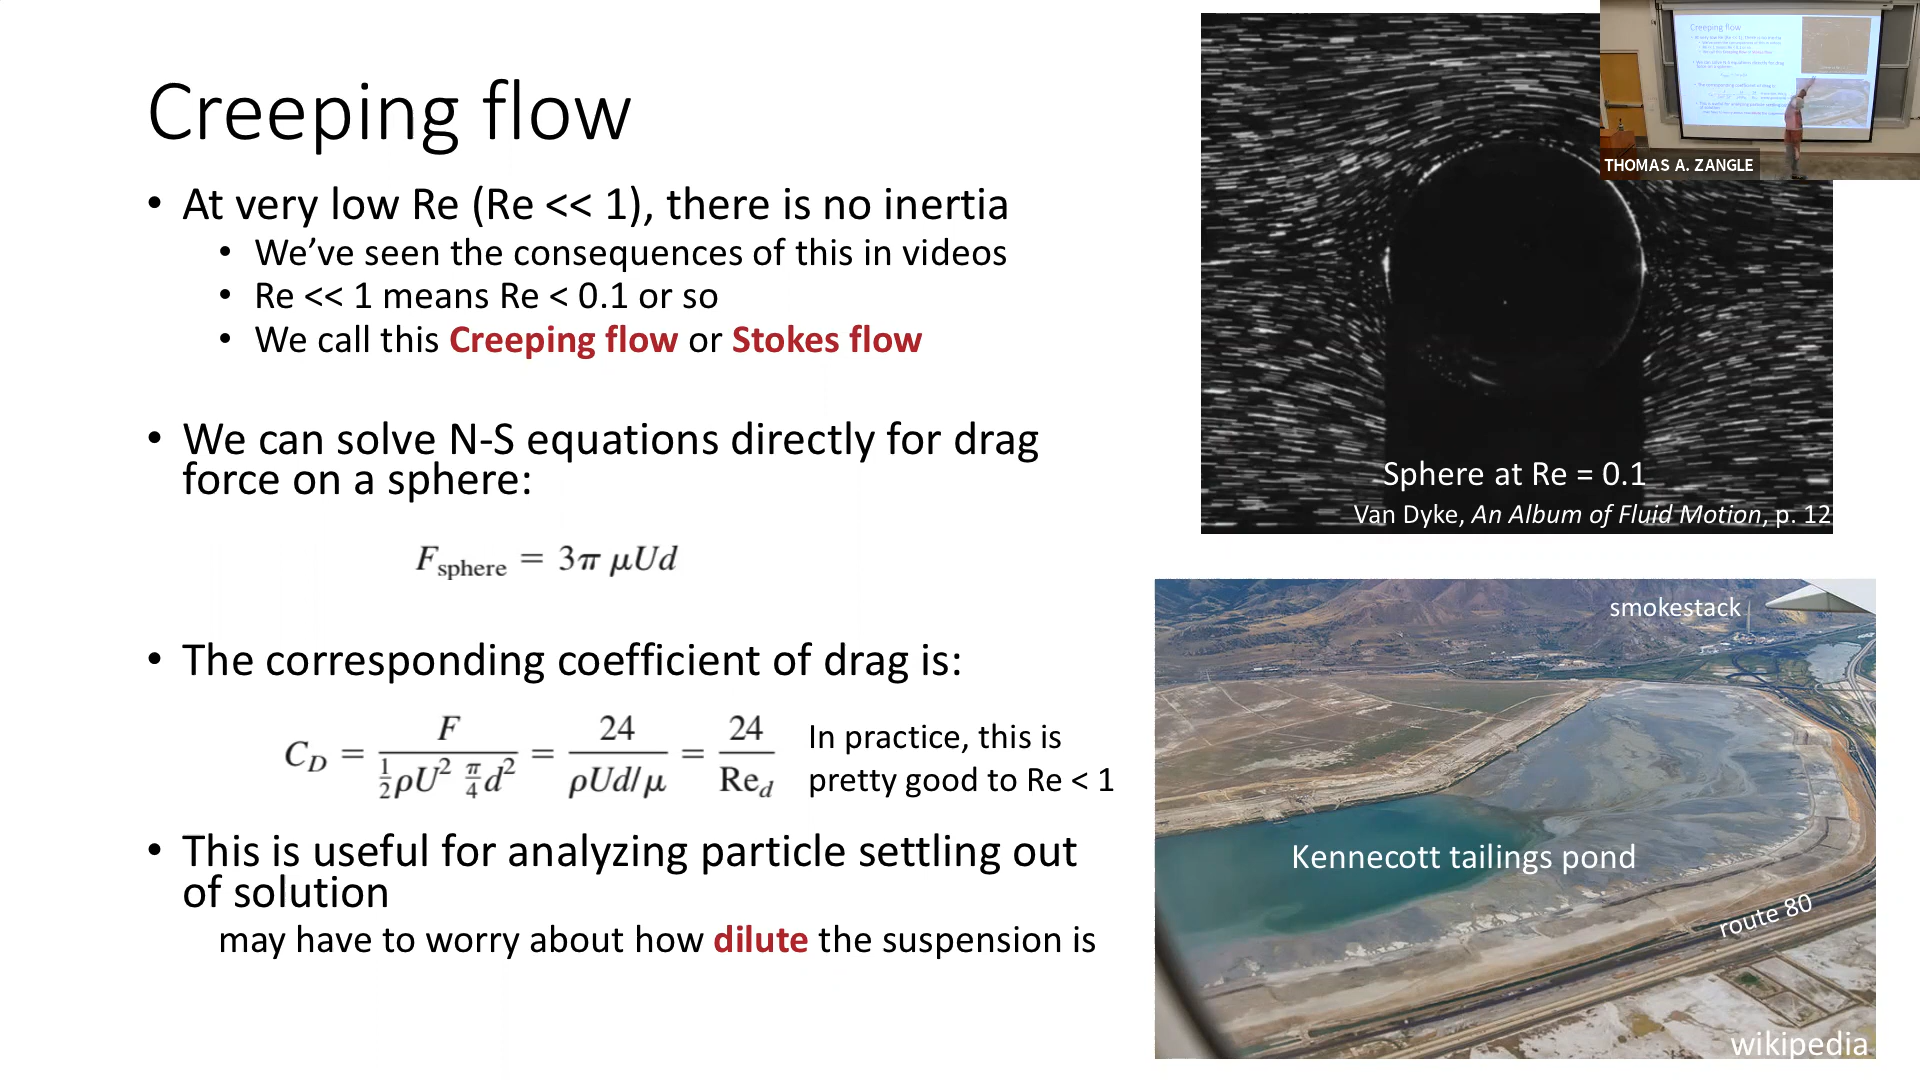 Creeping flow
• At very low Re (Re << 1), there is no inertia
• We’ve seen the consequences of this in videos
• Re << 1 means Re < 0.1 or so
• We call this Creeping flow or Stokes flow
• We can solve N-S equations directly for drag
force on a sphere:
F_sphere = 3π μUd
• The corresponding coefficient of drag is:
C_D = F / (1/2 ρU² π/4 d²) = 24 / (ρUd/μ) = 24 / Re_d
In practice, this is
pretty good to Re < 1
• This is useful for analyzing particle settling out
of solution
may have to worry about how dilute the suspension is
Sphere at Re = 0.1
Van Dyke, An Album of Fluid Motion, p. 12
Creeping flow
THOMAS A. ZANGLE
smokestack
Kennecott tailings pond
route 80
wikipedia